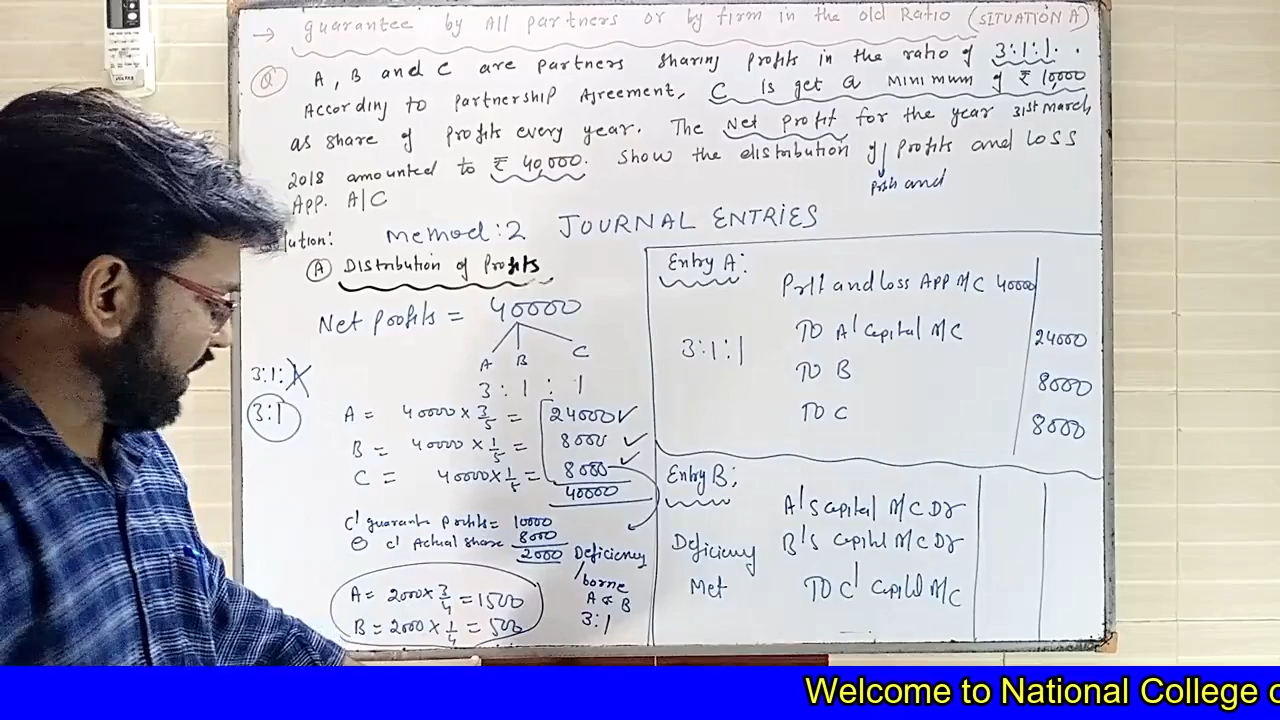 → guarantee by All partners or by firm in the old Ratio (SITUATION A)
Q A, B and C are partners sharing profits in the ratio of 3:1:1.
According to partnership Agreement, C is get a minimum of ₹ 10,000
as share of profits every year. The Net profit for the year 31st march,
2018 amounted to ₹ 40,000. Show the distribution of profits and loss
profit and
App. A/C
Solution: Method:2 JOURNAL ENTRIES
(A) Distribution of Profits
Net profits = 40000
A B C
3 : 1 : 1
3:1:1
3:1
A = 40000 × 3/5 = 24000 ✓
B = 40000 × 1/5 = 8000 ✓
C = 40000 × 1/5 = 8000 ✓
40000
C' guarante profits = 10000
⊖ C' Actual share 8000
2000 Deficiency
borne
A & B
3:1
A = 2000 × 3/4 = 1500
B = 2000 × 1/4 = 500
Entry A:
Profit and Loss APP A/C 40000
3:1:1
TO A' Capital A/C 24000
TO B 8000
TO C 8000
Entry B;
A's Capital A/C Dr
Deficiency B's Capital A/C Dr
Met TO C' Capital A/C
Welcome to National College o